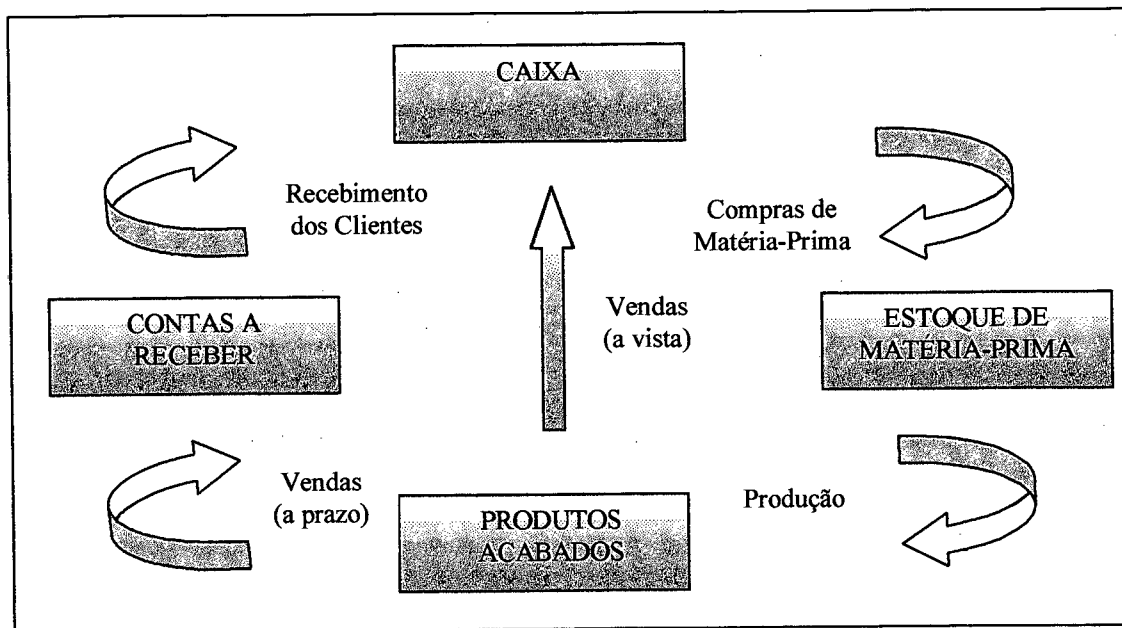 CAIXA
Recebimento
dos Clientes
Compras de
Matéria-Prima
Vendas
(a vista)
CONTAS A
RECEBER
ESTOQUE DE
MATÉRIA-PRIMA
Vendas
(a prazo)
PRODUTOS
ACABADOS
Produção